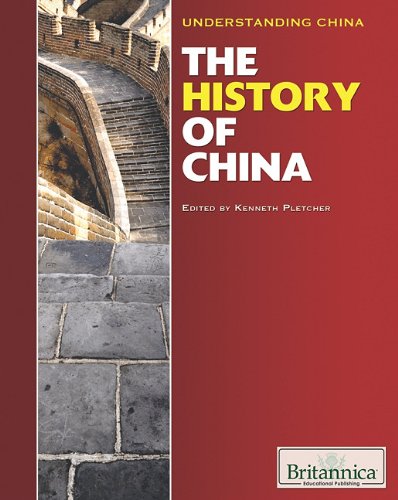 UNDERSTANDING CHINA
THE
HISTORY
OF
CHINA
EDITED BY KENNETH PLETCHER
Britannica®
Educational Publishing